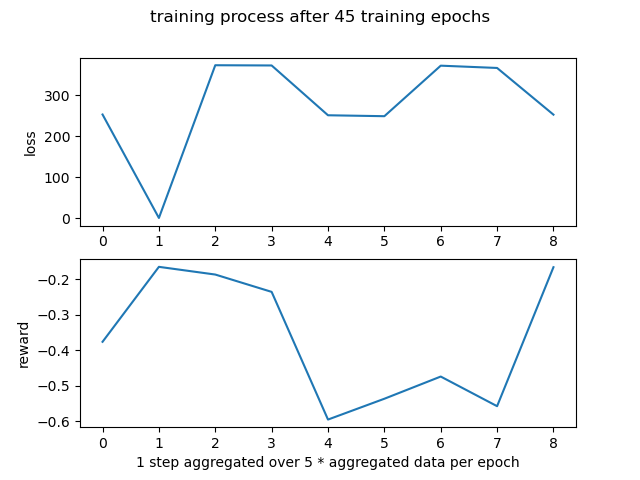 training process after 45 training epochs
300
200
100
0
loss
0 1 2 3 4 5 6 7 8
−0.2
−0.3
−0.4
−0.5
−0.6
reward
0 1 2 3 4 5 6 7 8
1 step aggregated over 5 * aggregated data per epoch